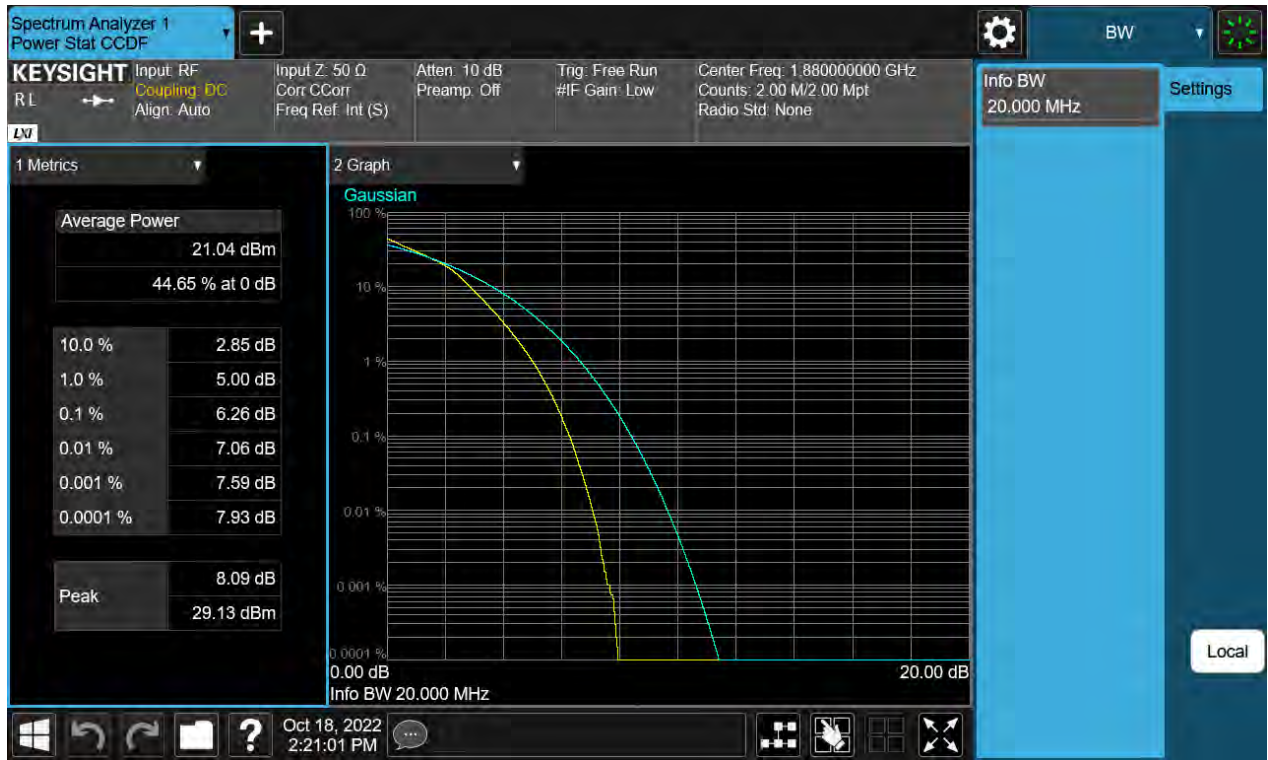 Spectrum Analyzer 1
Power Stat CCDF
BW
KEYSIGHT
RL
LXI
Input: RF
Coupling: DC
Align: Auto
Input Z: 50 Ω
Corr CCorr
Freq Ref: Int (S)
Atten: 10 dB
Preamp: Off
Trig: Free Run
#IF Gain: Low
Center Freq: 1.880000000 GHz
Counts: 2.00 M/2.00 Mpt
Radio Std: None
Info BW
20.000 MHz
Settings
1 Metrics
Average Power
21.04 dBm
44.65 % at 0 dB
10.0 % 2.85 dB
1.0 % 5.00 dB
0.1 % 6.26 dB
0.01 % 7.06 dB
0.001 % 7.59 dB
0.0001 % 7.93 dB
Peak
8.09 dB
29.13 dBm
2 Graph
Gaussian
100 %
10 %
1 %
0.1 %
0.01 %
0.001 %
0.0001 %
0.00 dB 20.00 dB
Info BW 20.000 MHz
Local
?
Oct 18, 2022
2:21:01 PM